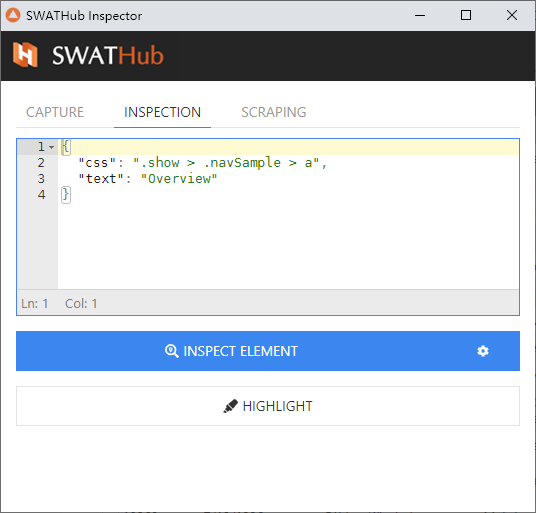 SWATHub Inspector
SWATHub
CAPTURE INSPECTION SCRAPING
1 {
2 "css": ".show > .navSample > a",
3 "text": "Overview"
4 }
Ln: 1 Col: 1
INSPECT ELEMENT
HIGHLIGHT